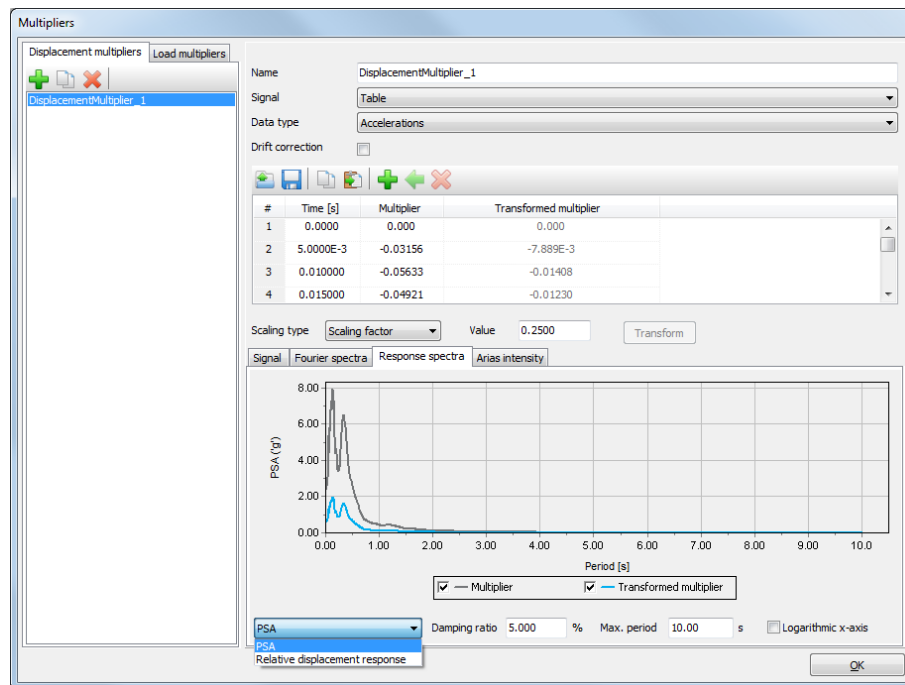 Multipliers
Displacement multipliers Load multipliers
DisplacementMultiplier_1
Name DisplacementMultiplier_1
Signal Table
Data type Accelerations
Drift correction
# Time [s] Multiplier Transformed multiplier
1 0.0000 0.000 0.000
2 5.0000E-3 -0.03156 -7.889E-3
3 0.010000 -0.05633 -0.01408
4 0.015000 -0.04921 -0.01230
Scaling type Scaling factor Value 0.2500 Transform
Signal Fourier spectra Response spectra Arias intensity
8.00
6.00
4.00
2.00
0.00
PSA ('g')
0.00 1.00 2.00 3.00 4.00 5.00 6.00 7.00 8.00 9.00 10.0
Period [s]
Multiplier Transformed multiplier
PSA Damping ratio 5.000 % Max. period 10.00 s Logarithmic x-axis
PSA
Relative displacement response
OK